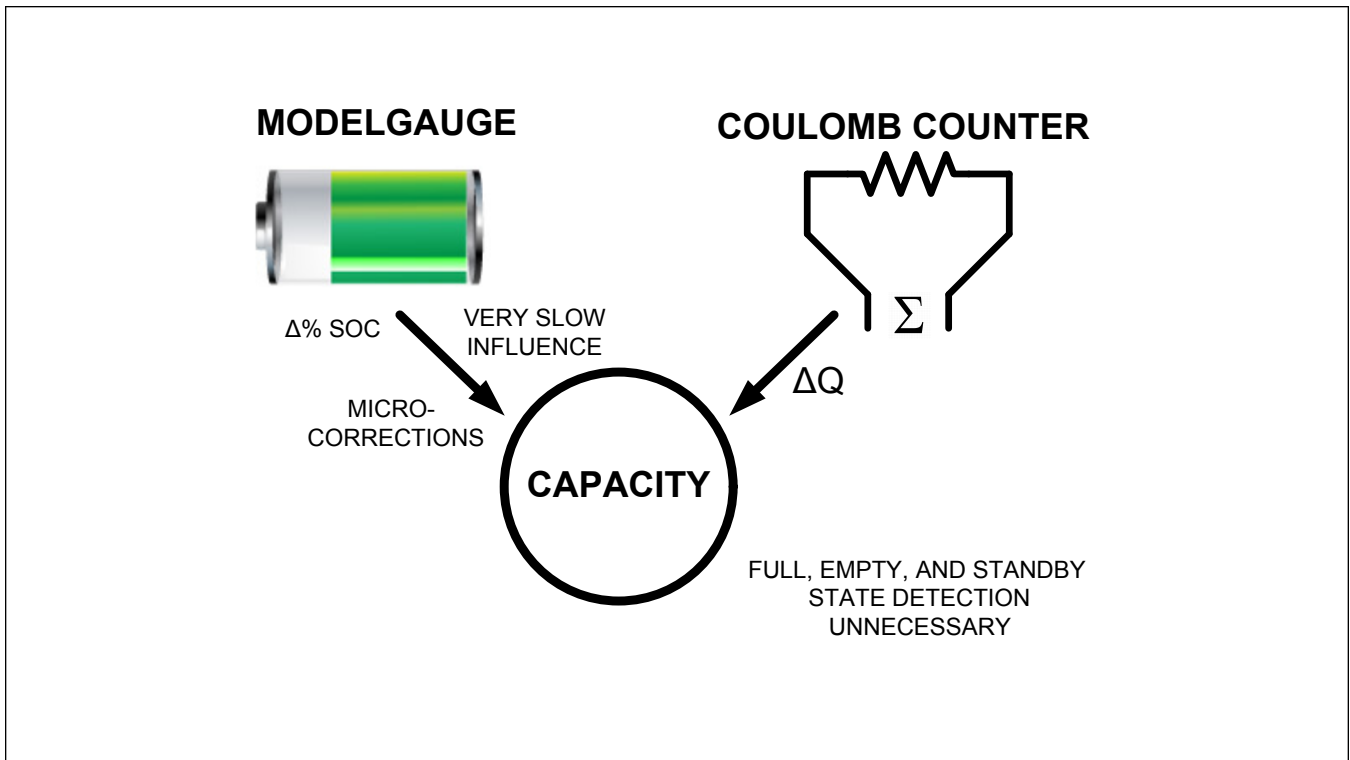 MODELGAUGE
COULOMB COUNTER
Σ
Δ% SOC
VERY SLOW
INFLUENCE
ΔQ
MICRO-
CORRECTIONS
CAPACITY
FULL, EMPTY, AND STANDBY
STATE DETECTION
UNNECESSARY